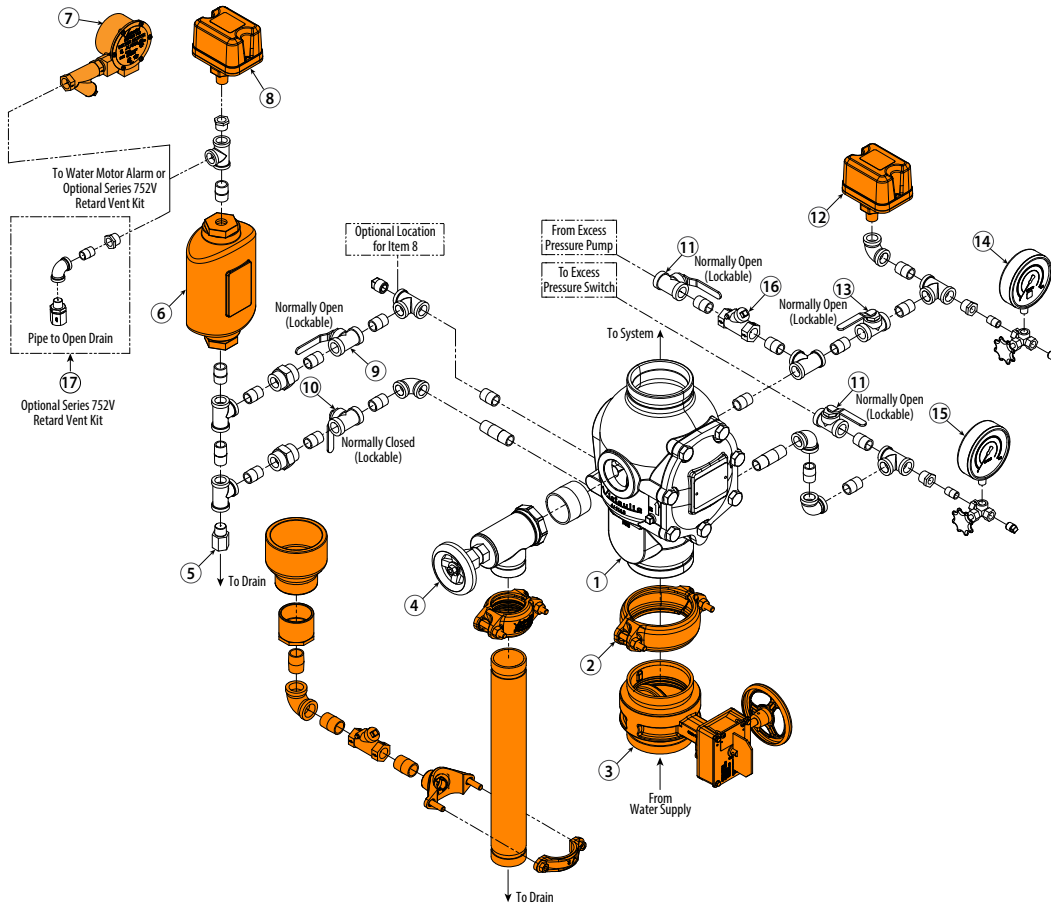 7
8
To Water Motor Alarm or
Optional Series 752V
Retard Vent Kit
6
Pipe to Open Drain
17
Optional Series 752V
Retard Vent Kit
Optional Location
for Item 8
Normally Open
(Lockable)
9
10
Normally Closed
(Lockable)
5
To Drain
From Excess
Pressure Pump
To Excess
Pressure Switch
11
Normally Open
(Lockable)
16
12
13
Normally Open
(Lockable)
14
To System
11
Normally Open
(Lockable)
15
4
1
2
3
From
Water Supply
To Drain